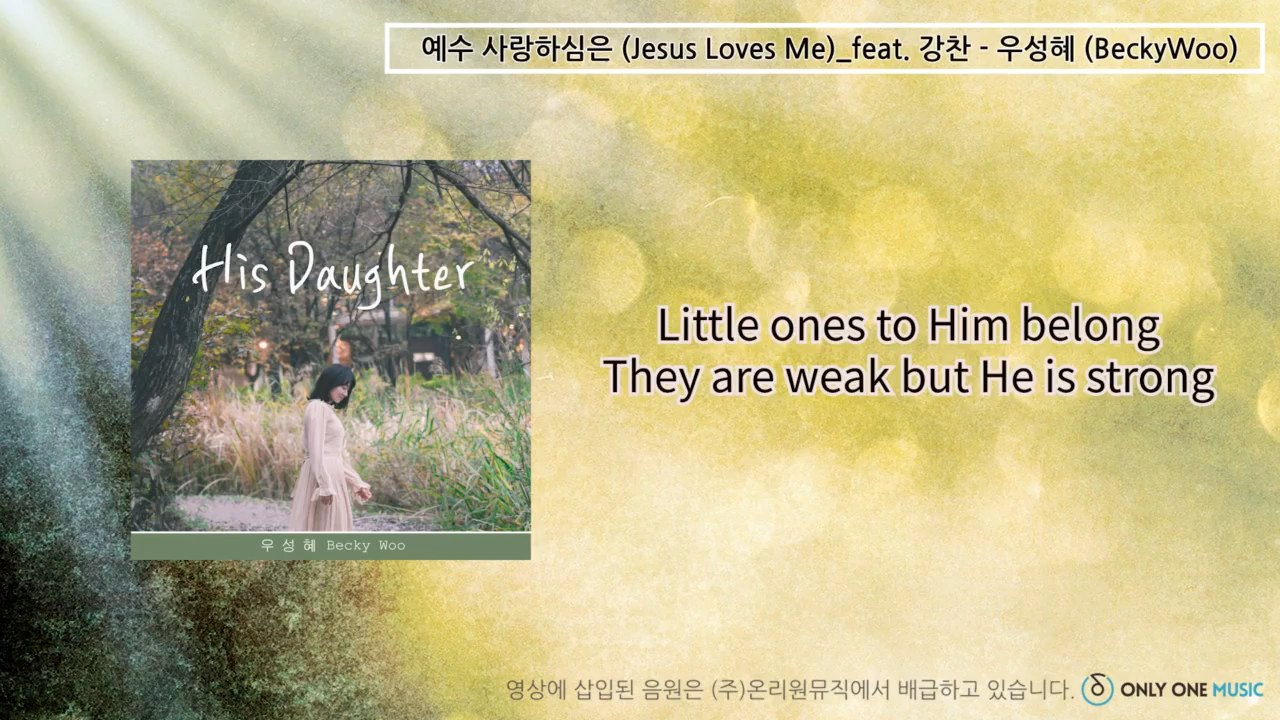 예수 사랑하심은 (Jesus Loves Me)_feat. 강찬 - 우성혜 (BeckyWoo)
His Daughter
Little ones to Him belong
They are weak but He is strong
우 성 혜 Becky Woo
영상에 삽입된 음원은 (주)온리원뮤직에서 배급하고 있습니다. ONLY ONE MUSIC